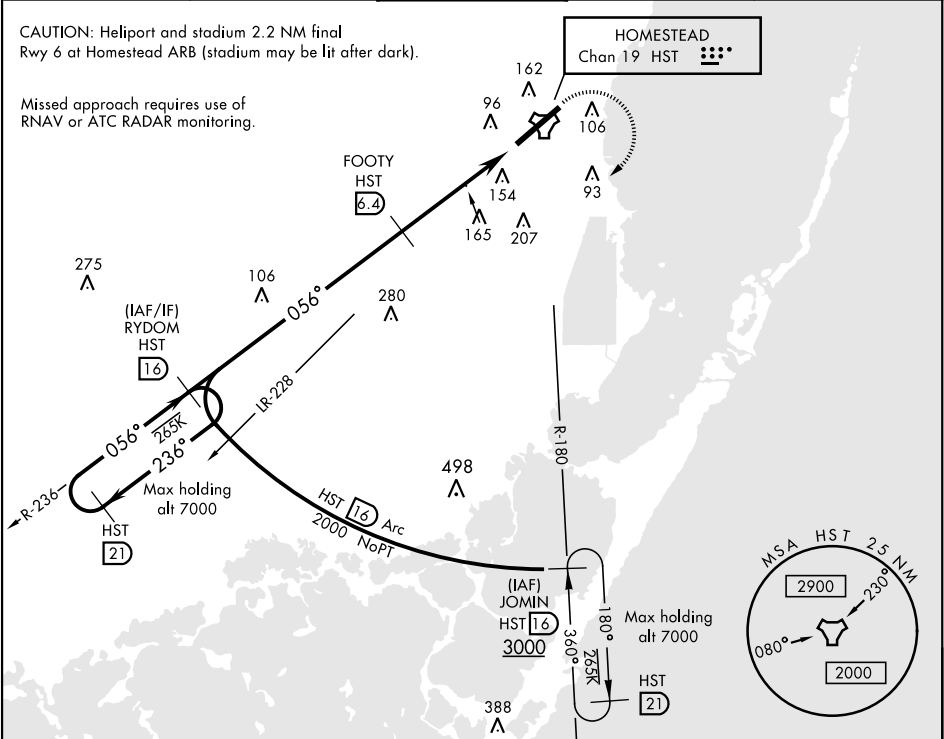 CAUTION: Heliport and stadium 2.2 NM final
Rwy 6 at Homestead ARB (stadium may be lit after dark).
Missed approach requires use of
RNAV or ATC RADAR monitoring.
HOMESTEAD
Chan 19 HST
162
96
106
FOOTY
HST
6.4
154
93
165
207
275
106
280
056°
(IAF/IF)
RYDOM
HST
16
LR-228
R-180
056°
265K
236°
R-236
Max holding
alt 7000
HST
21
498
HST 16 Arc
2000 NoPT
(IAF)
JOMIN
HST 16
3000
360°
180°
265K
Max holding
alt 7000
HST
21
388
MSA HST 25 NM
2900
230°
080°
2000